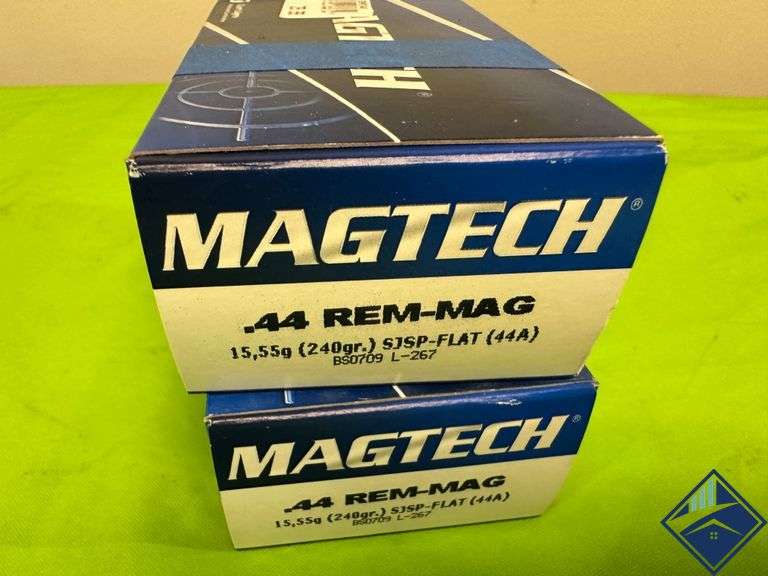 MAGTECH®
MAGTECH®
.44 REM-MAG
15,55g (240gr.) SJSP-FLAT (44A)
BS0709 L-267
MAGTECH®
.44 REM-MAG
15,55g (240gr.) SJSP-FLAT (44A)
BS0709 L-267